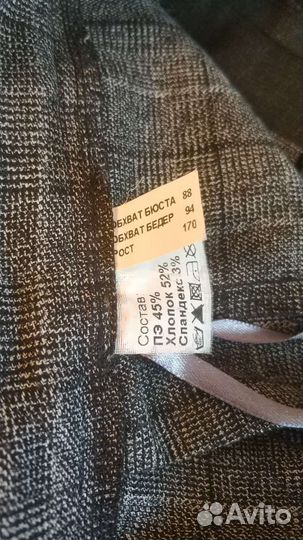 ОБХВАТ БЮСТА 88
ОБХВАТ БЕДЕР 94
РОСТ 170
Состав:
ПЭ 45%
Хлопок 52%
Спандекс 3%
Avito